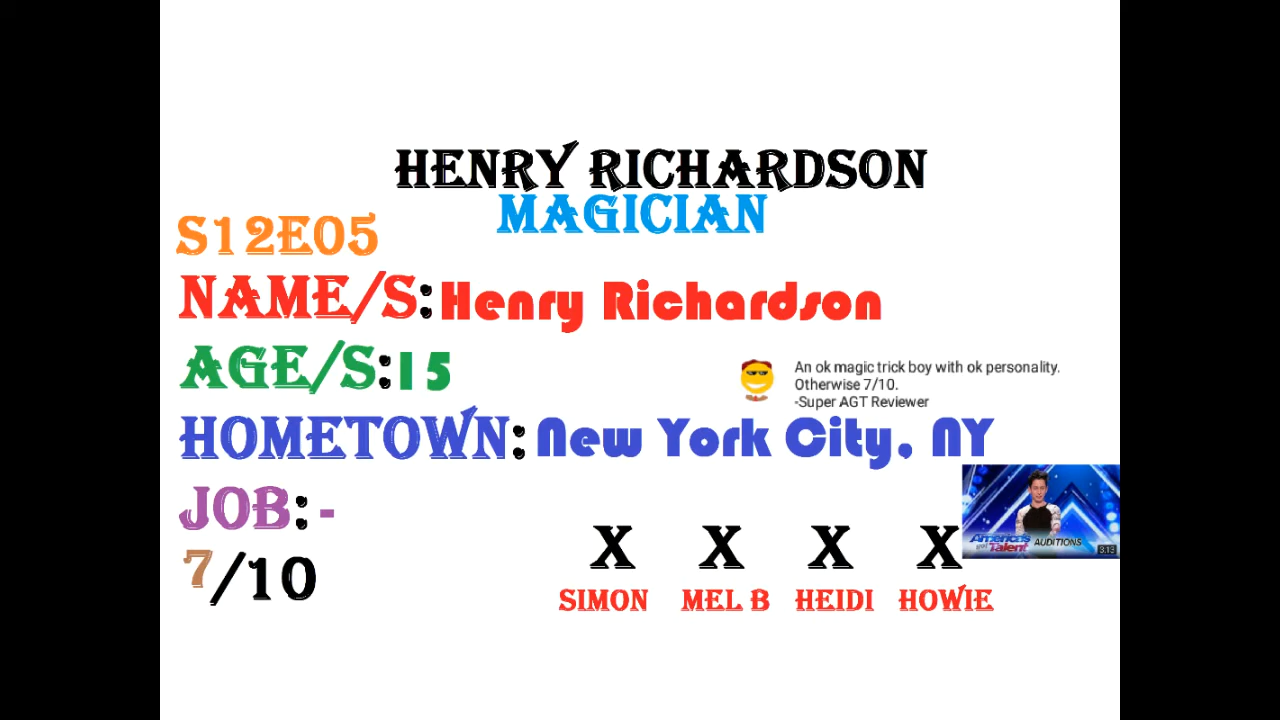 HENRY RICHARDSON
MAGICIAN
S12E05
NAME/S: Henry Richardson
AGE/S: 15
An ok magic trick boy with ok personality.
Otherwise 7/10.
-Super AGT Reviewer
HOMETOWN: New York City, NY
JOB: -
America's got Talent AUDITIONS
3:13
X X X X
7/10
SIMON MEL B HEIDI HOWIE